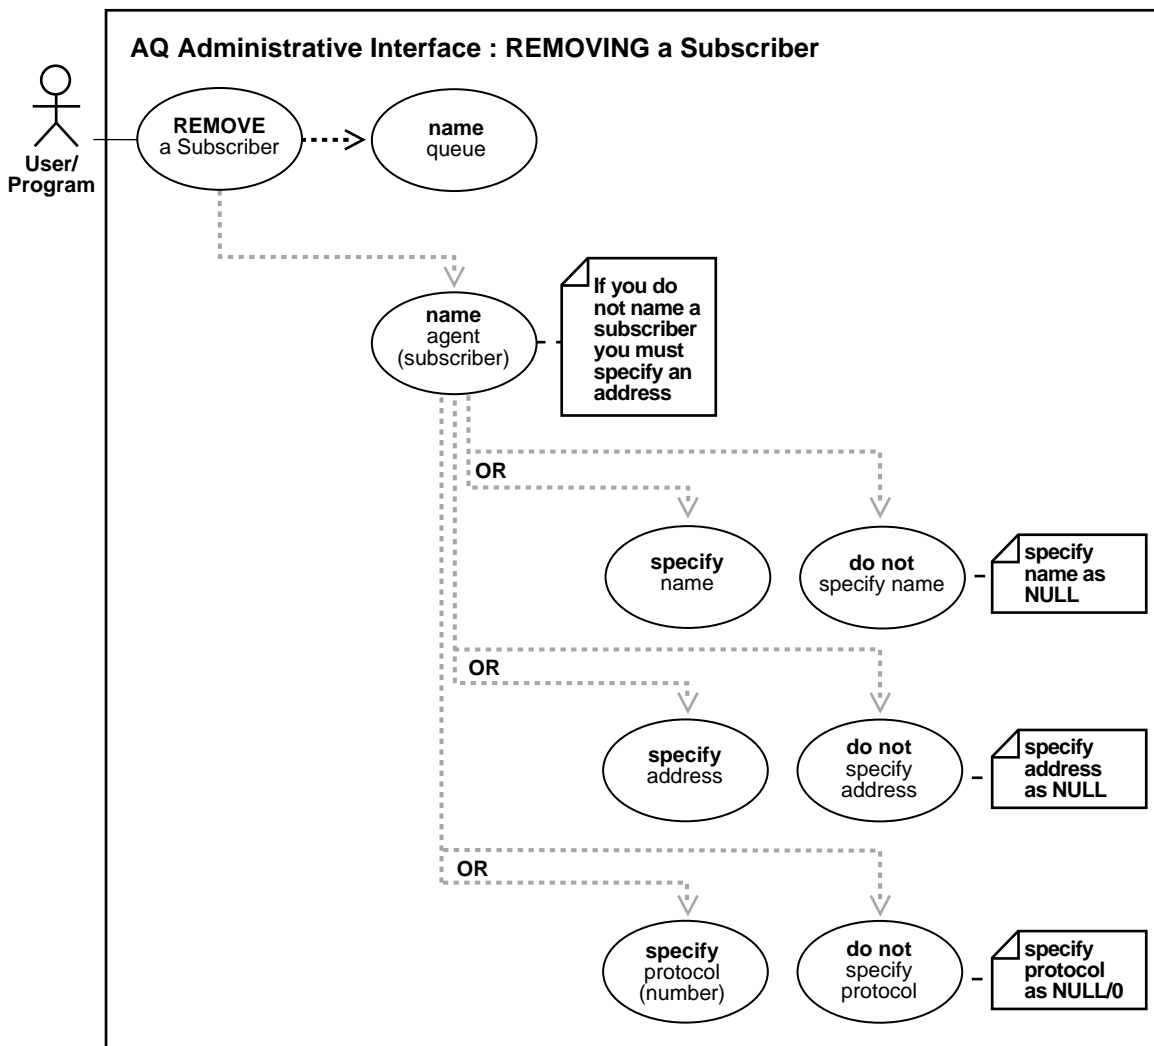 AQ Administrative Interface : REMOVING a Subscriber
User/
Program
REMOVE
a Subscriber
name
queue
name
agent
(subscriber)
If you do
not name a
subscriber
you must
specify an
address
OR
specify
name
do not
specify name
specify
name as
NULL
OR
specify
address
do not
specify
address
specify
address
as NULL
OR
specify
protocol
(number)
do not
specify
protocol
specify
protocol
as NULL/0